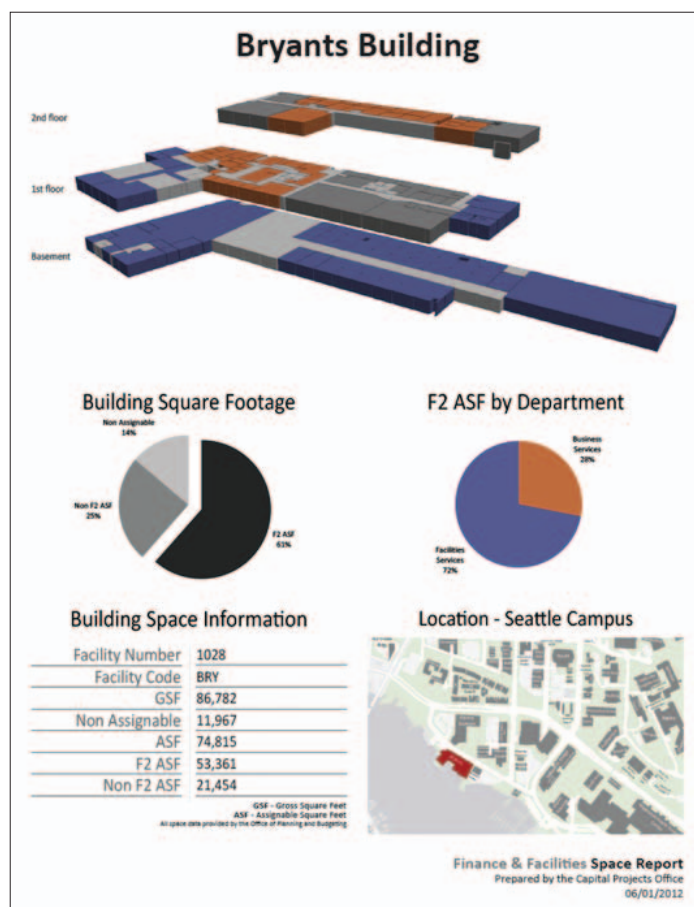 Bryants Building
2nd floor
1st floor
Basement
Building Square Footage
Non Assignable
14%
Non F2 ASF
25%
F2 ASF
61%
F2 ASF by Department
Business
Services
28%
Facilities
Services
72%
Building Space Information
Facility Number 1028
Facility Code BRY
GSF 86,782
Non Assignable 11,967
ASF 74,815
F2 ASF 53,361
Non F2 ASF 21,454
GSF - Gross Square Feet
ASF - Assignable Square Feet
All space data provided by the Office of Planning and Budgeting
Location - Seattle Campus
Finance & Facilities Space Report
Prepared by the Capital Projects Office
06/01/2012